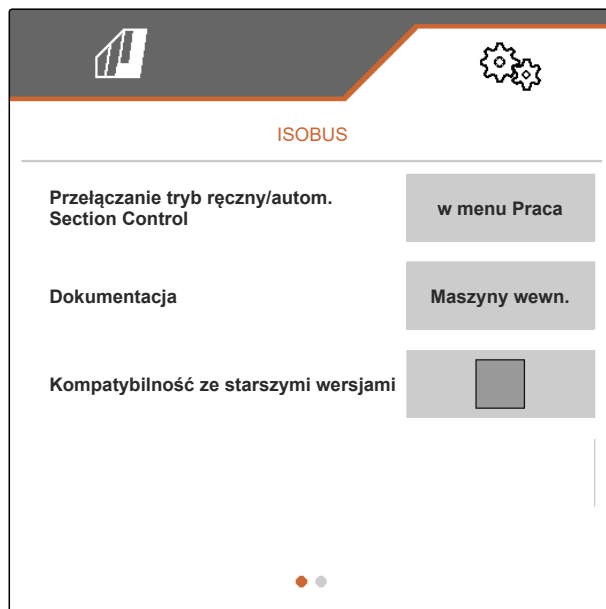 ISOBUS
Przełączanie tryb ręczny/autom.
Section Control
w menu Praca
Dokumentacja
Maszyny wewn.
Kompatybilność ze starszymi wersjami